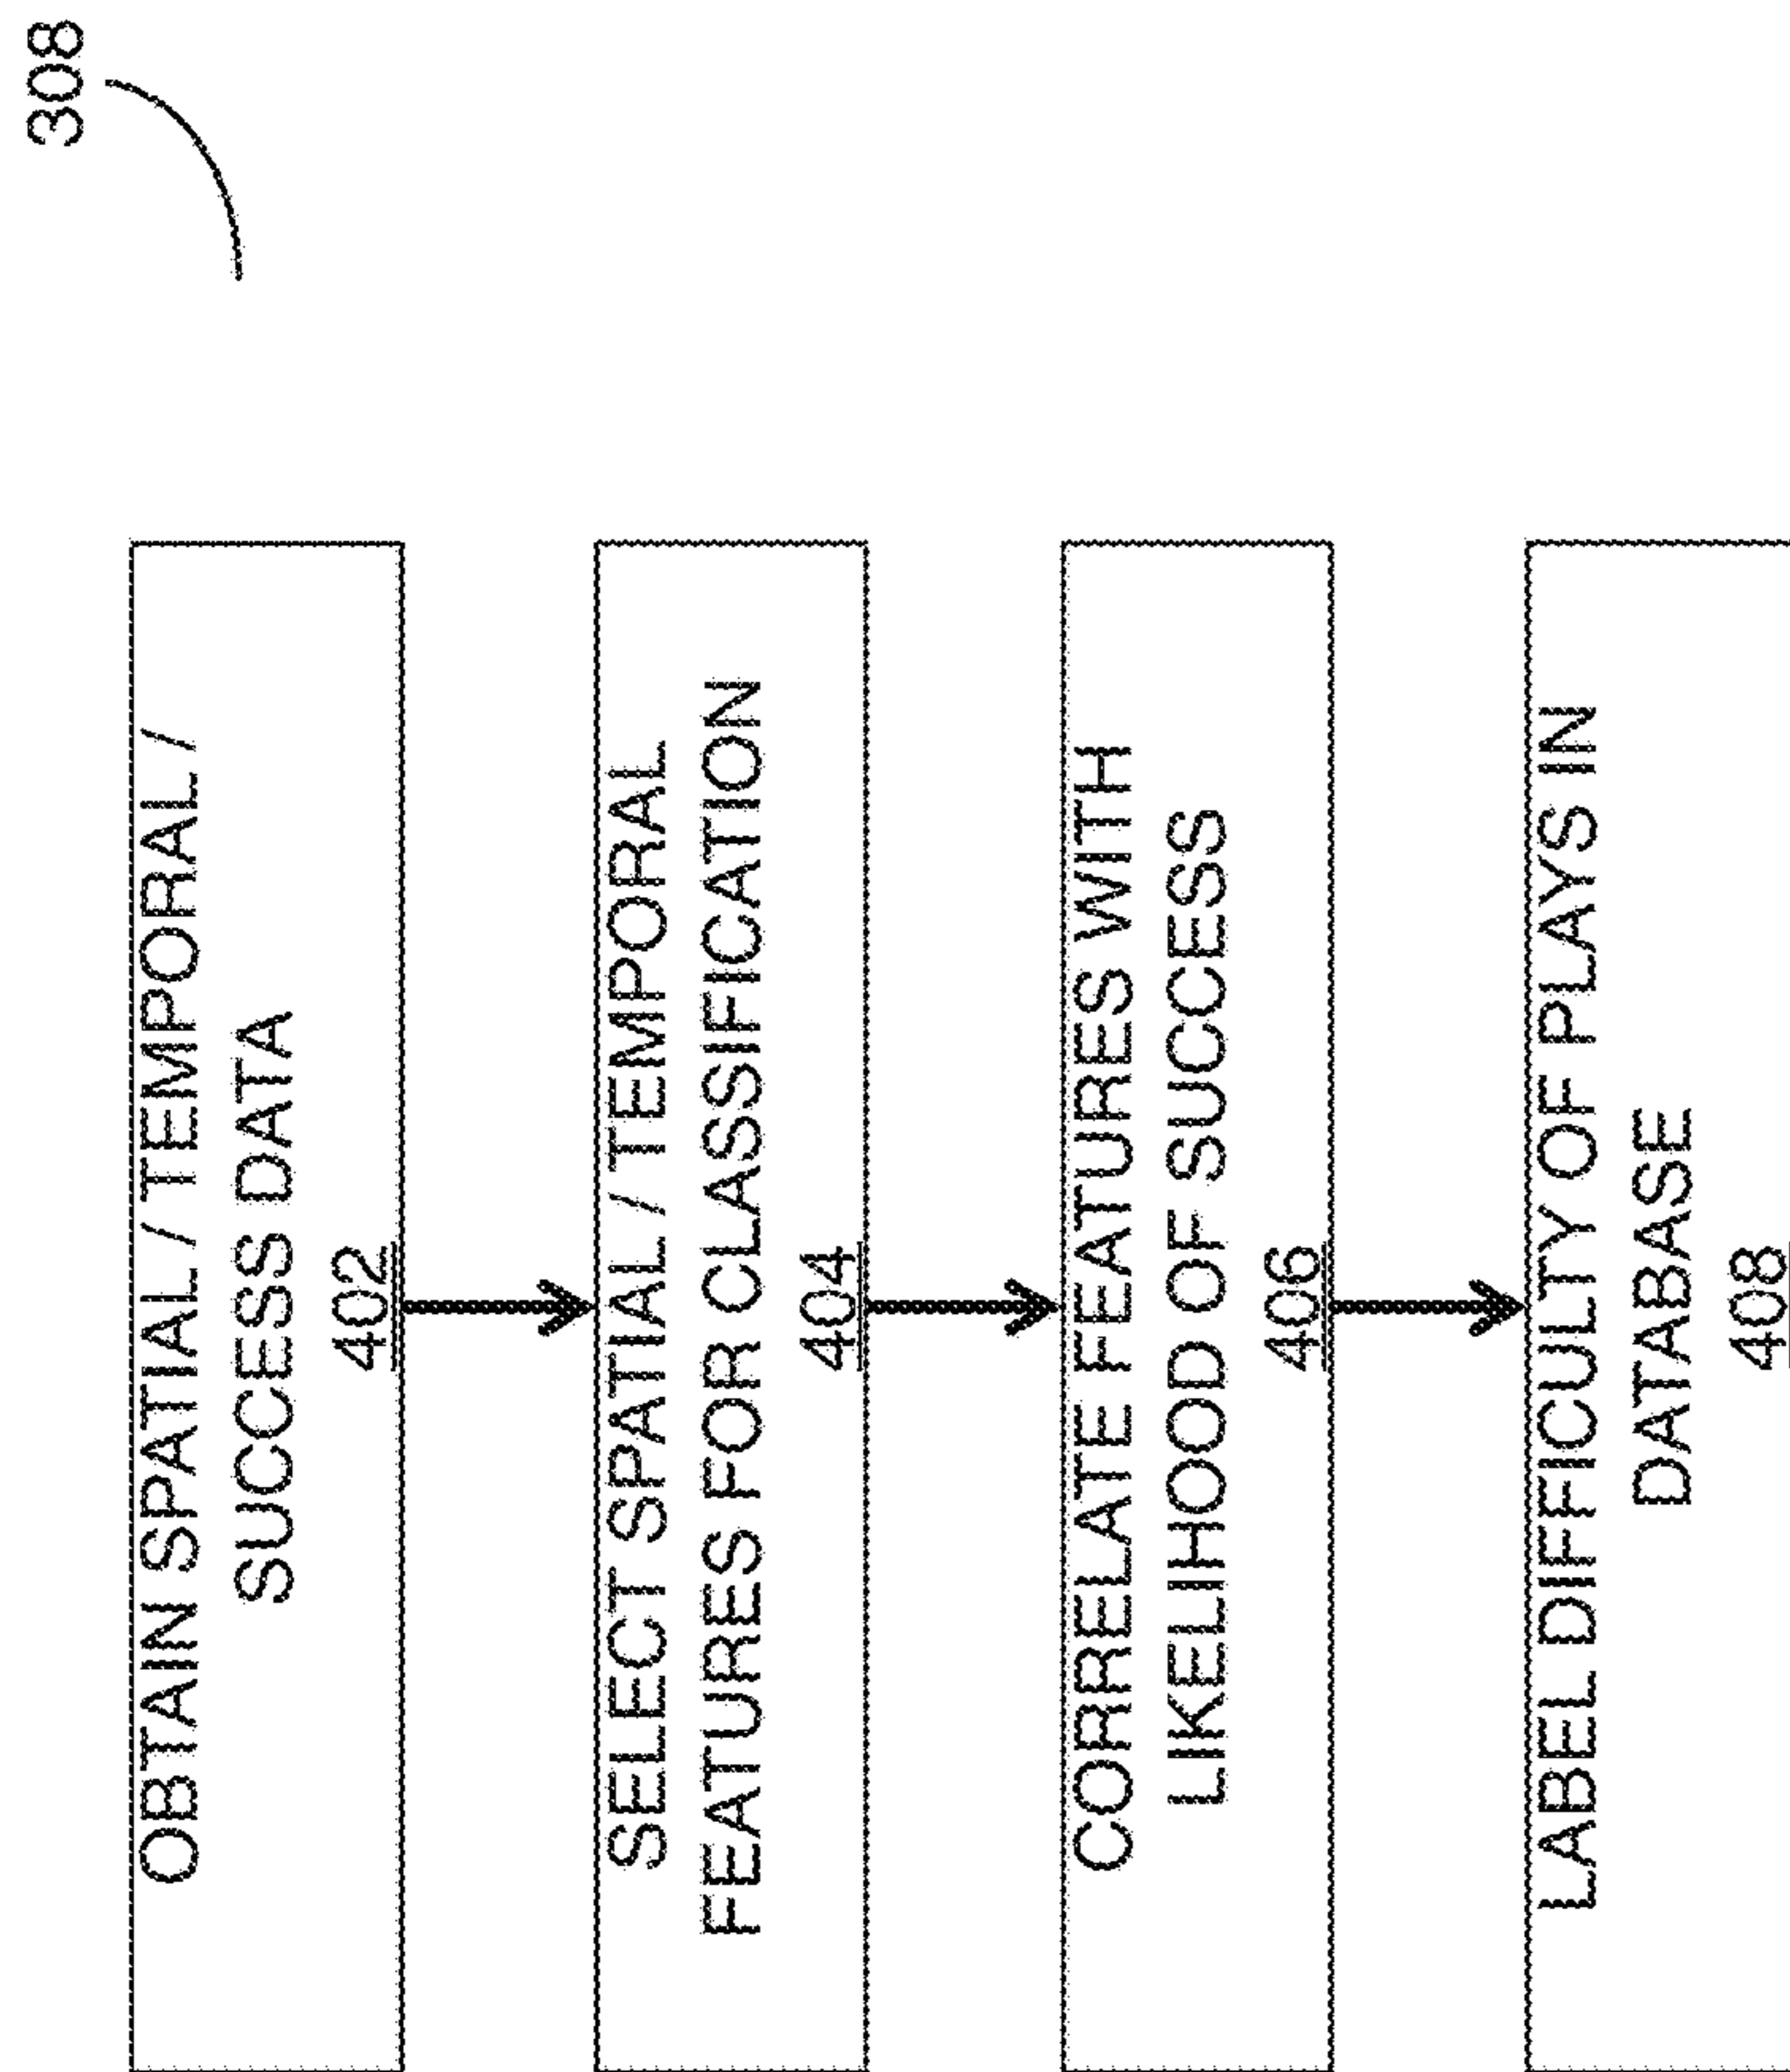 308
OBTAIN SPATIAL / TEMPORAL /
SUCCESS DATA
402
SELECT SPATIAL / TEMPORAL
FEATURES FOR CLASSIFICATION
404
CORRELATE FEATURES WITH
LIKELIHOOD OF SUCCESS
406
LABEL DIFFICULTY OF PLAYS IN
DATABASE
408